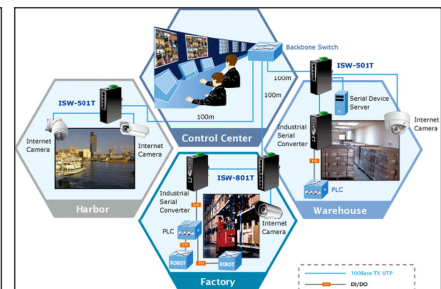 Backbone Switch
ISW-501T
100m
100m
ISW-501T
Serial Device
Server
100m
Internet
Camera
Internet
Camera
Control Center
Industrial
Serial
Converter
Internet
Camera
ISW-801T
Industrial
Serial
Converter
PLC
Harbor
Warehouse
PLC
Internet
Camera
ROBOT
ROBOT
Factory
100Base-TX UTP
DI/DO